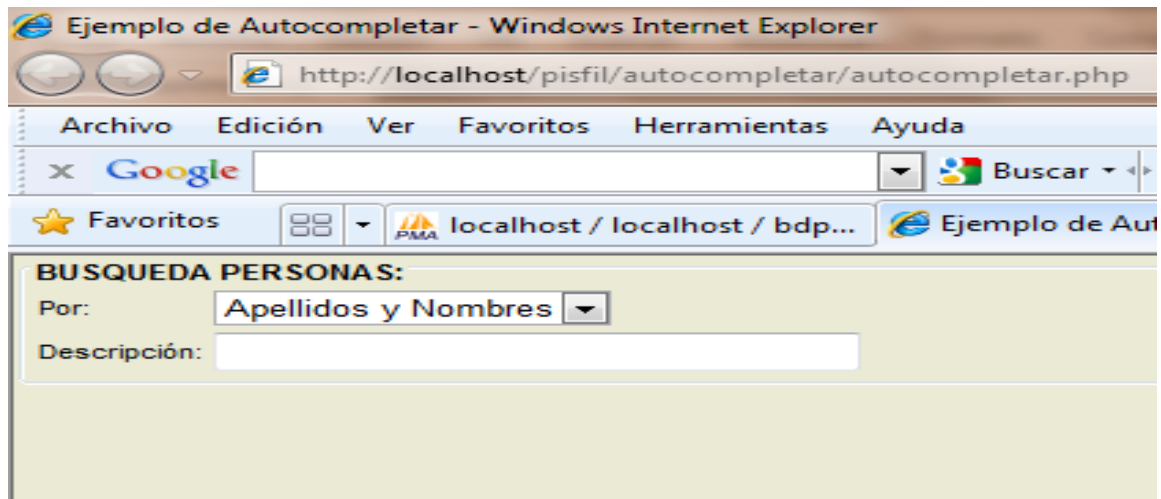 Ejemplo de Autocompletar - Windows Internet Explorer
http://localhost/pisfil/autocompletar/autocompletar.php
Archivo Edición Ver Favoritos Herramientas Ayuda
x Google Buscar
Favoritos PMA localhost / localhost / bdp... Ejemplo de Aut
BUSQUEDA PERSONAS:
Por: Apellidos y Nombres
Descripción: